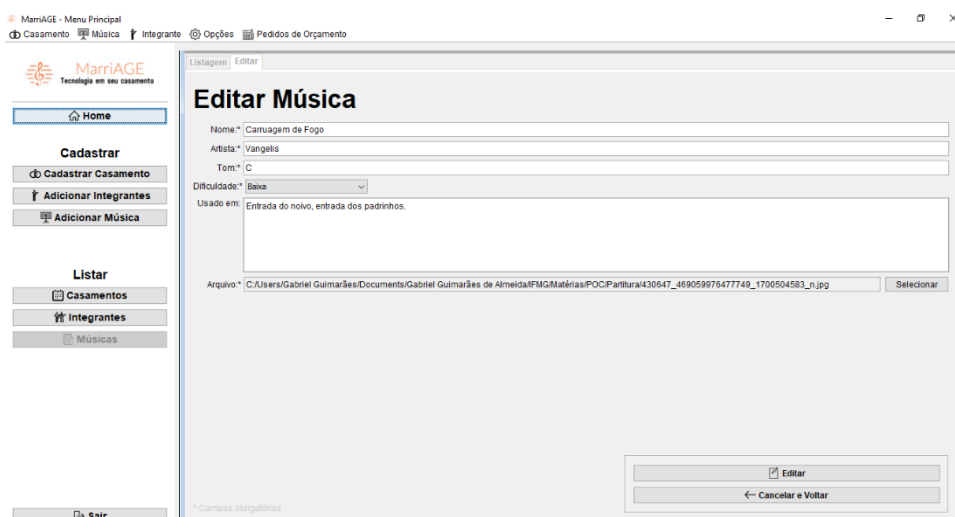 MarriAGE - Menu Principal
Casamento Música Integrante Opções Pedidos de Orçamento
MarriAGE
Tecnologia em seu casamento
Home
Cadastrar
Cadastrar Casamento
Adicionar Integrantes
Adicionar Música
Listar
Casamentos
Integrantes
Músicas
Sair
Listagem Editar
Editar Música
Nome:* Carruagem de Fogo
Artista:* Vangelis
Tom:* C
Dificuldade:* Baixa
Usado em: Entrada do noivo, entrada dos padrinhos.
Arquivo:* C:/Users/Gabriel Guimarães/Documents/Gabriel Guimarães de Almeida/IFMG/Matérias/POC/Partitura/430647_469059976477749_1700504583_n.jpg Selecionar
Editar
Cancelar e Voltar
* Campos obrigatórios